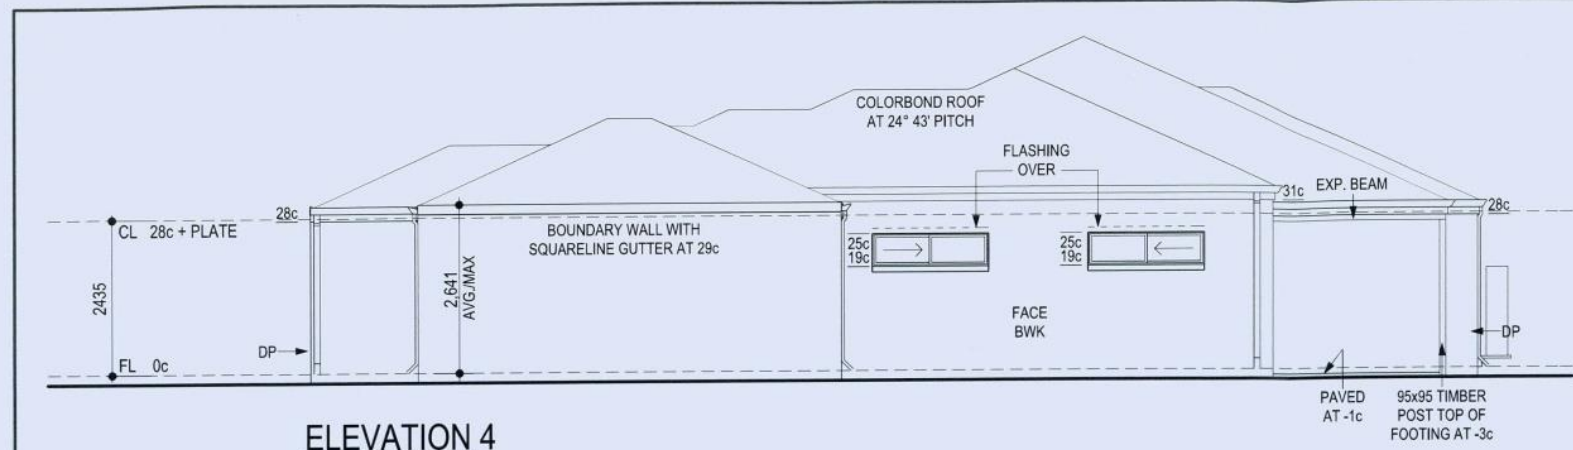 COLORBOND ROOF
AT 24° 43' PITCH
FLASHING
OVER
31c
EXP. BEAM
28c
28c
CL 28c + PLATE
BOUNDARY WALL WITH
SQUARELINE GUTTER AT 29c
25c
19c
25c
19c
2435
2,641
AVG./MAX
FACE
BWK
DP
DP
FL 0c
PAVED
AT -1c
95x95 TIMBER
POST TOP OF
FOOTING AT -3c
ELEVATION 4